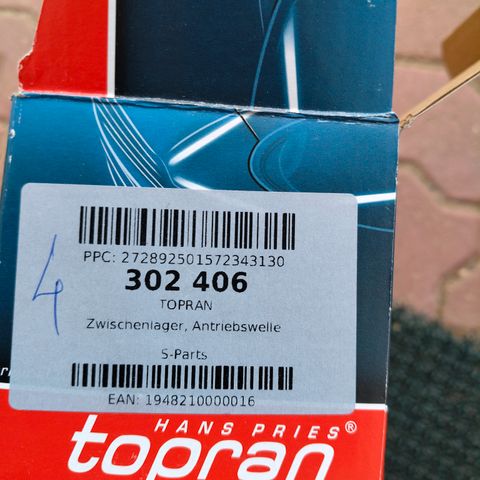 PPC: 272892501572343130
302 406
TOPRAN
Zwischenlager, Antriebswelle
S-Parts
EAN: 1948210000016
4
HANS PRIES®
topran